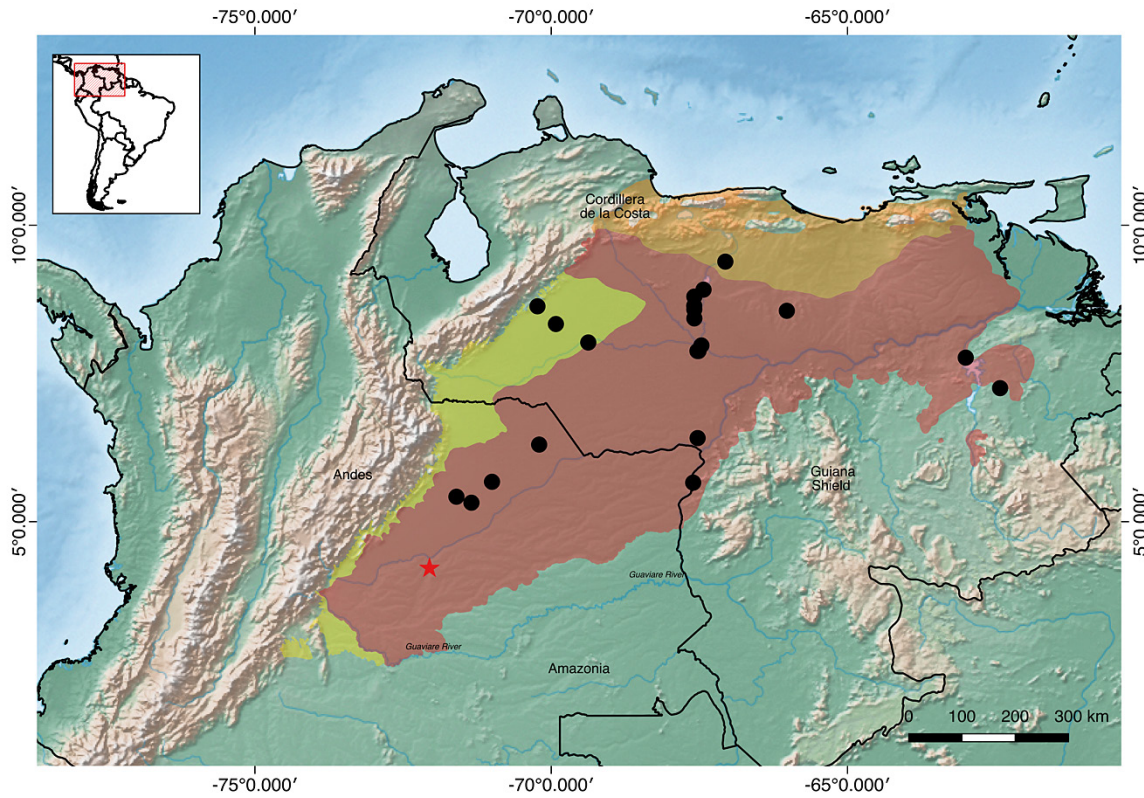 -75°0.000′
-70°0.000′
-65°0.000′
Cordillera
de la Costa
10°0.000′
10°0.000′
Andes
Guiana
Shield
5°0.000′
5°0.000′
Guaviare River
Guaviare River
Amazonia
0 100 200 300 km
-75°0.000′
-70°0.000′
-65°0.000′